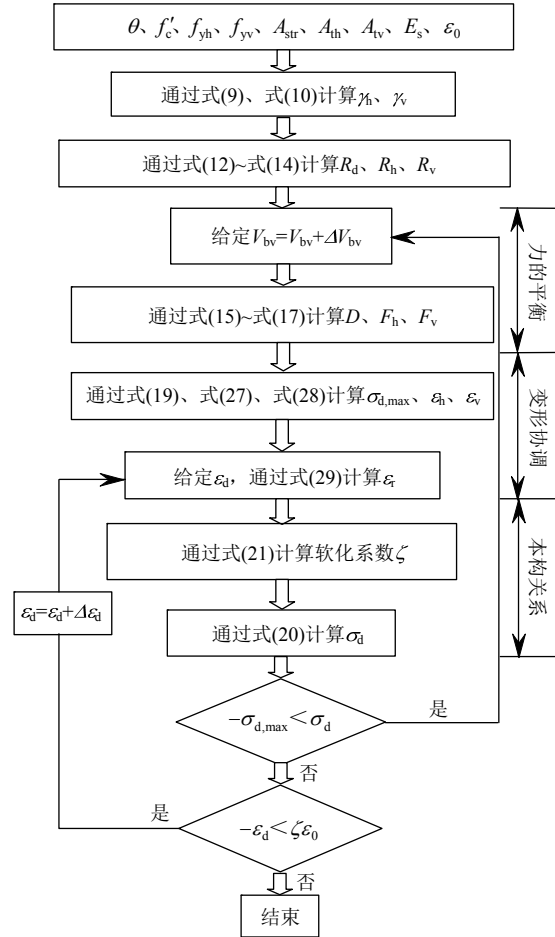 θ、f′c、fyh、fyv、Astr、Ath、Atv、Es、ε0
通过式(9)、式(10)计算γh、γv
通过式(12)~式(14)计算Rd、Rh、Rv
给定Vbv=Vbv+ΔVbv
力的平衡
通过式(15)~式(17)计算D、Fh、Fv
通过式(19)、式(27)、式(28)计算σd,max、εh、εv
变形协调
给定εd，通过式(29)计算εr
通过式(21)计算软化系数ζ
本构关系
εd=εd+Δεd
通过式(20)计算σd
−σd,max＜σd
是
否
−εd＜ζε0
是
否
结束